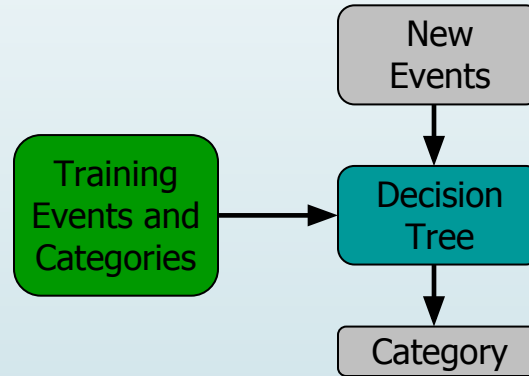 New
Events
Training
Events and
Categories
Decision
Tree
Category